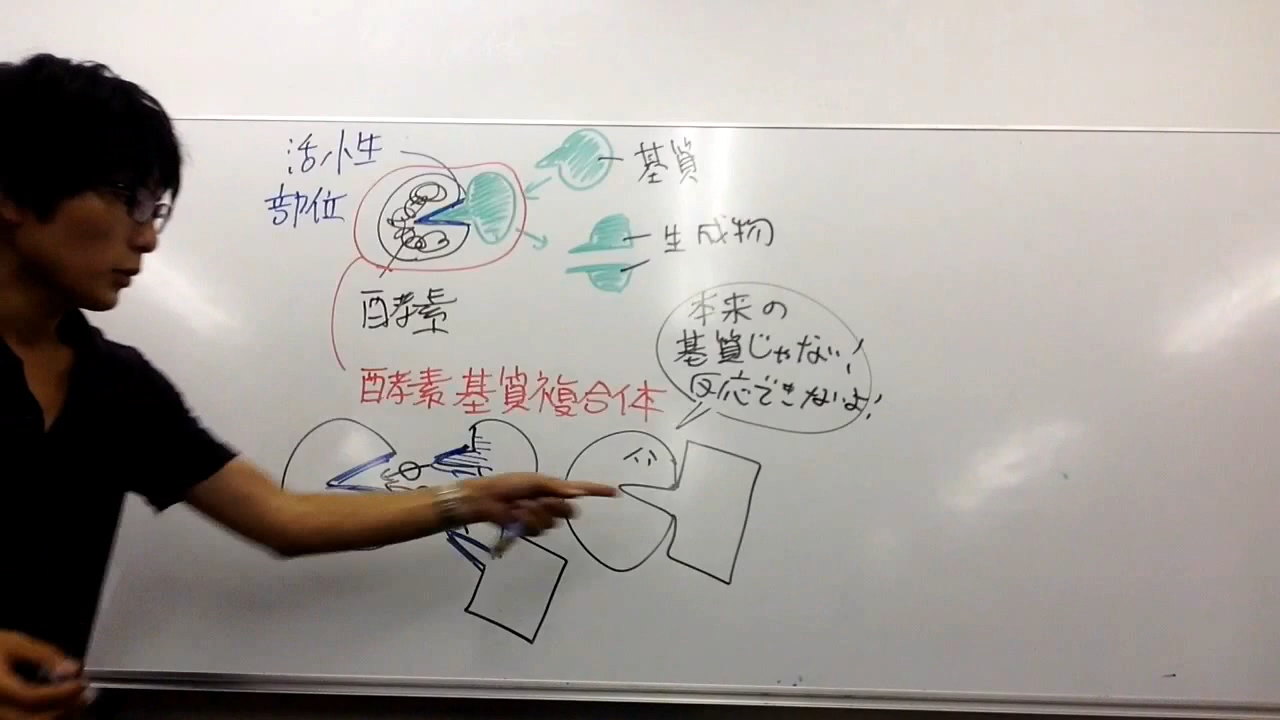 活性
部位
基質
生成物
酵素
酵素基質複合体
本来の
基質じゃない!
反応できないよ!